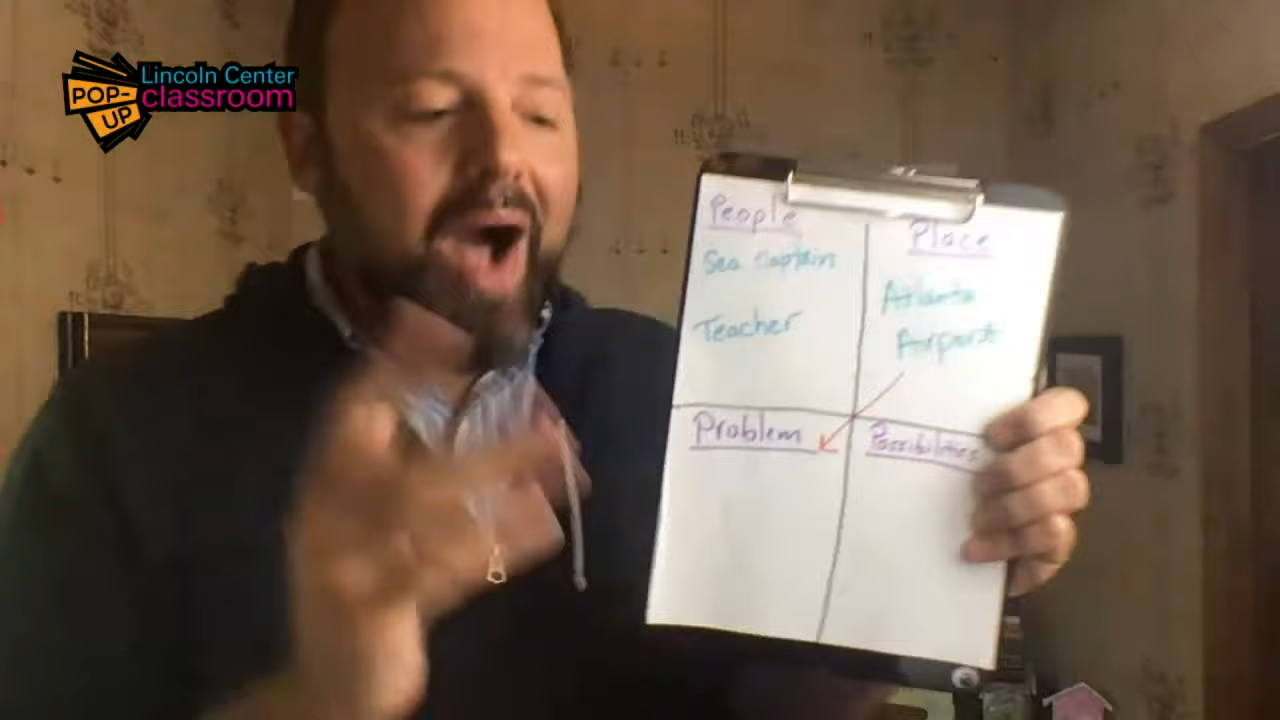 POP-
UP
Lincoln Center
classroom
People
Sea Captain
Teacher
Place
Atlanta
Airport
Problem
Possibilities